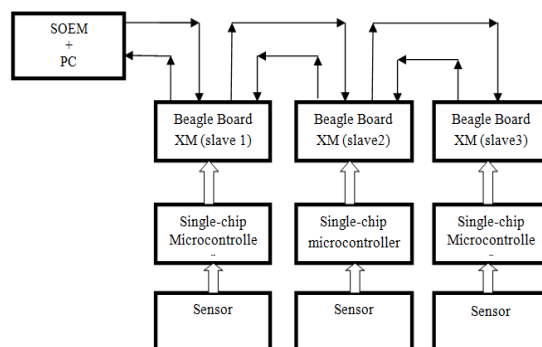 SOEM
+
PC
Beagle Board
XM (slave 1)
Beagle Board
XM (slave2)
Beagle Board
XM (slave3)
Single-chip
Microcontrolle
Single-chip
microcontroller
Single-chip
Microcontrolle
Sensor
Sensor
Sensor